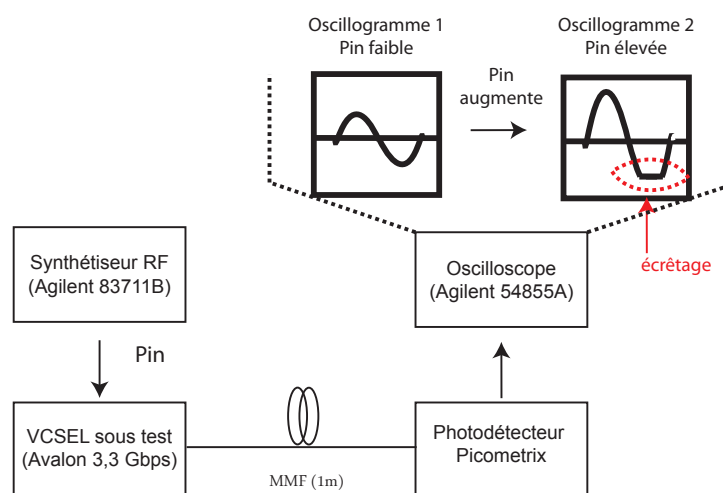 Oscillogramme 1
Pin faible
Oscillogramme 2
Pin élevée
Pin
augmente
écrêtage
Synthétiseur RF
(Agilent 83711B)
Oscilloscope
(Agilent 54855A)
Pin
VCSEL sous test
(Avalon 3,3 Gbps)
MMF (1m)
Photodétecteur
Picometrix